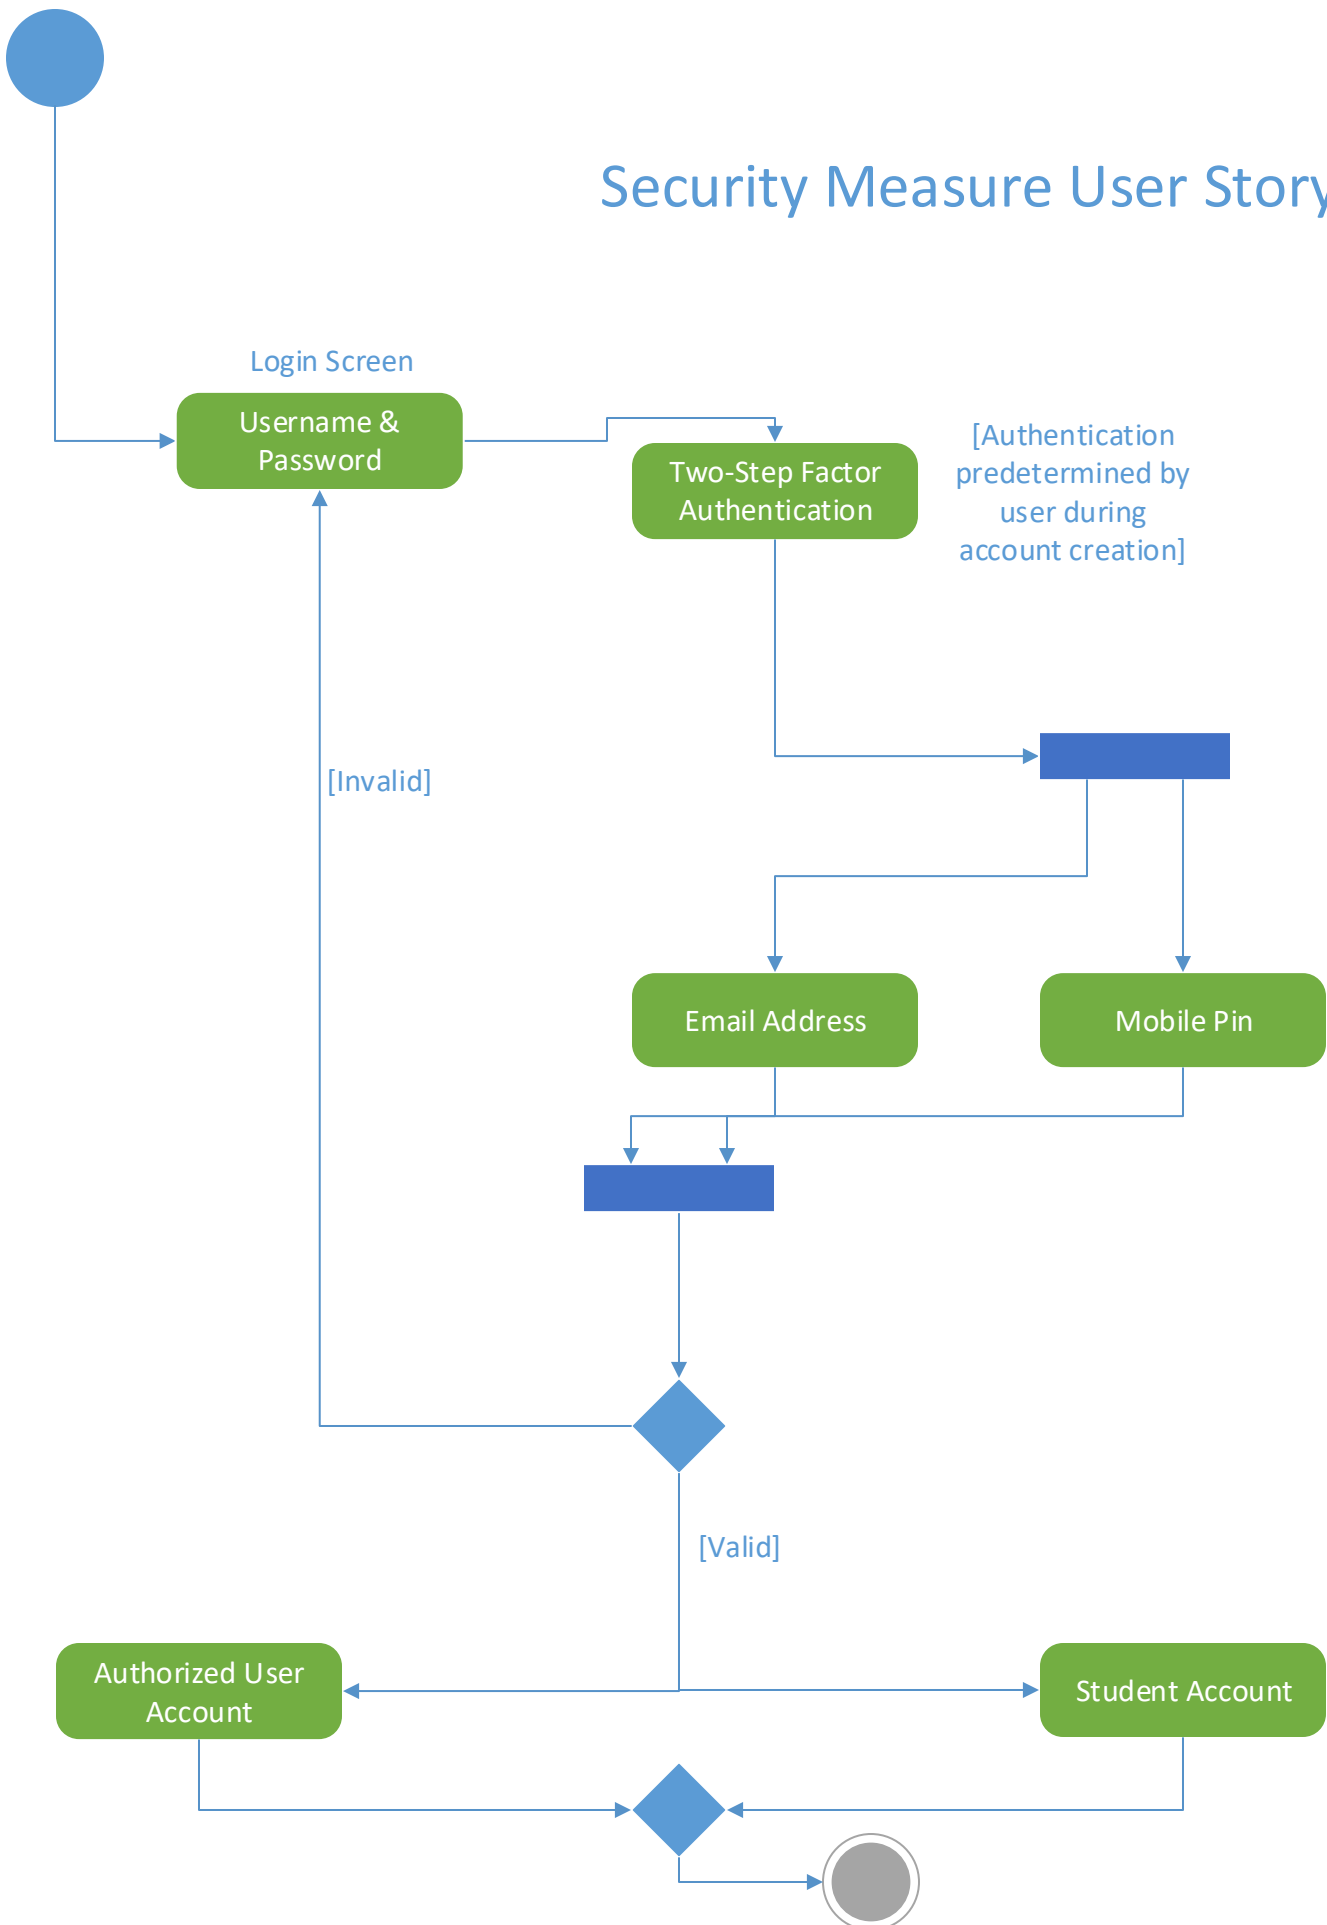 Security Measure User Story
Login Screen
Username &
Password
Two-Step Factor
Authentication
[Authentication
predetermined by
user during
account creation]
[Invalid]
Email Address
Mobile Pin
[Valid]
Authorized User
Account
Student Account